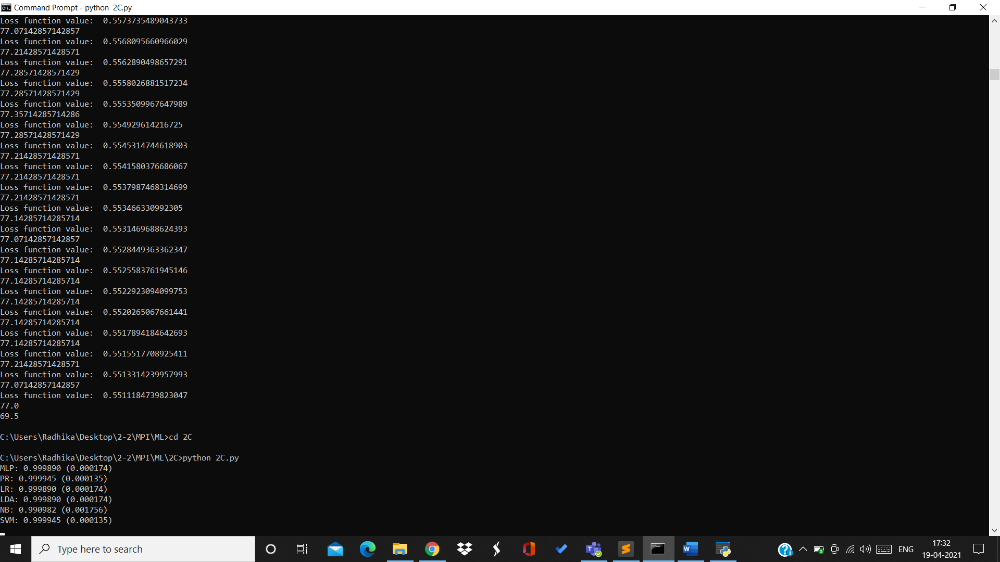 Command Prompt - python  2C.py
Loss function value:  0.5573735489043733
77.07142857142857
Loss function value:  0.5568095660966029
77.21428571428571
Loss function value:  0.5562890498657291
77.28571428571429
Loss function value:  0.5558026881517234
77.28571428571429
Loss function value:  0.5553509967647989
77.35714285714286
Loss function value:  0.554929614216725
77.28571428571429
Loss function value:  0.5545314744618903
77.21428571428571
Loss function value:  0.5541580376686067
77.21428571428571
Loss function value:  0.5537987468314699
77.21428571428571
Loss function value:  0.553466330992305
77.14285714285714
Loss function value:  0.5531469688624393
77.07142857142857
Loss function value:  0.5528449363362347
77.14285714285714
Loss function value:  0.5525583761945146
77.14285714285714
Loss function value:  0.5522923094099753
77.14285714285714
Loss function value:  0.5520265067661441
77.14285714285714
Loss function value:  0.5517894184642693
77.14285714285714
Loss function value:  0.5515517708925411
77.21428571428571
Loss function value:  0.5513314239957993
77.07142857142857
Loss function value:  0.5511184739823047
77.0
69.5
C:\Users\Radhika\Desktop\2-2\MPI\ML>cd 2C
C:\Users\Radhika\Desktop\2-2\MPI\ML\2C>python 2C.py
MLP: 0.999890 (0.000174)
PR: 0.999945 (0.000135)
LR: 0.999890 (0.000174)
LDA: 0.999890 (0.000174)
NB: 0.990982 (0.001756)
SVM: 0.999945 (0.000135)
Type here to search
ENG
17:32
19-04-2021